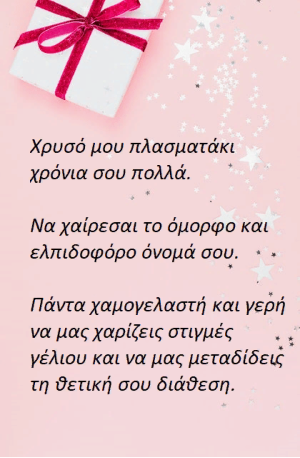 Χρυσό μου πλασματάκι
χρόνια σου πολλά.
Να χαίρεσαι το όμορφο και
ελπιδοφόρο όνομά σου.
Πάντα χαμογελαστή και γερή
να μας χαρίζεις στιγμές
γέλιου και να μας μεταδίδεις
τη θετική σου διάθεση.